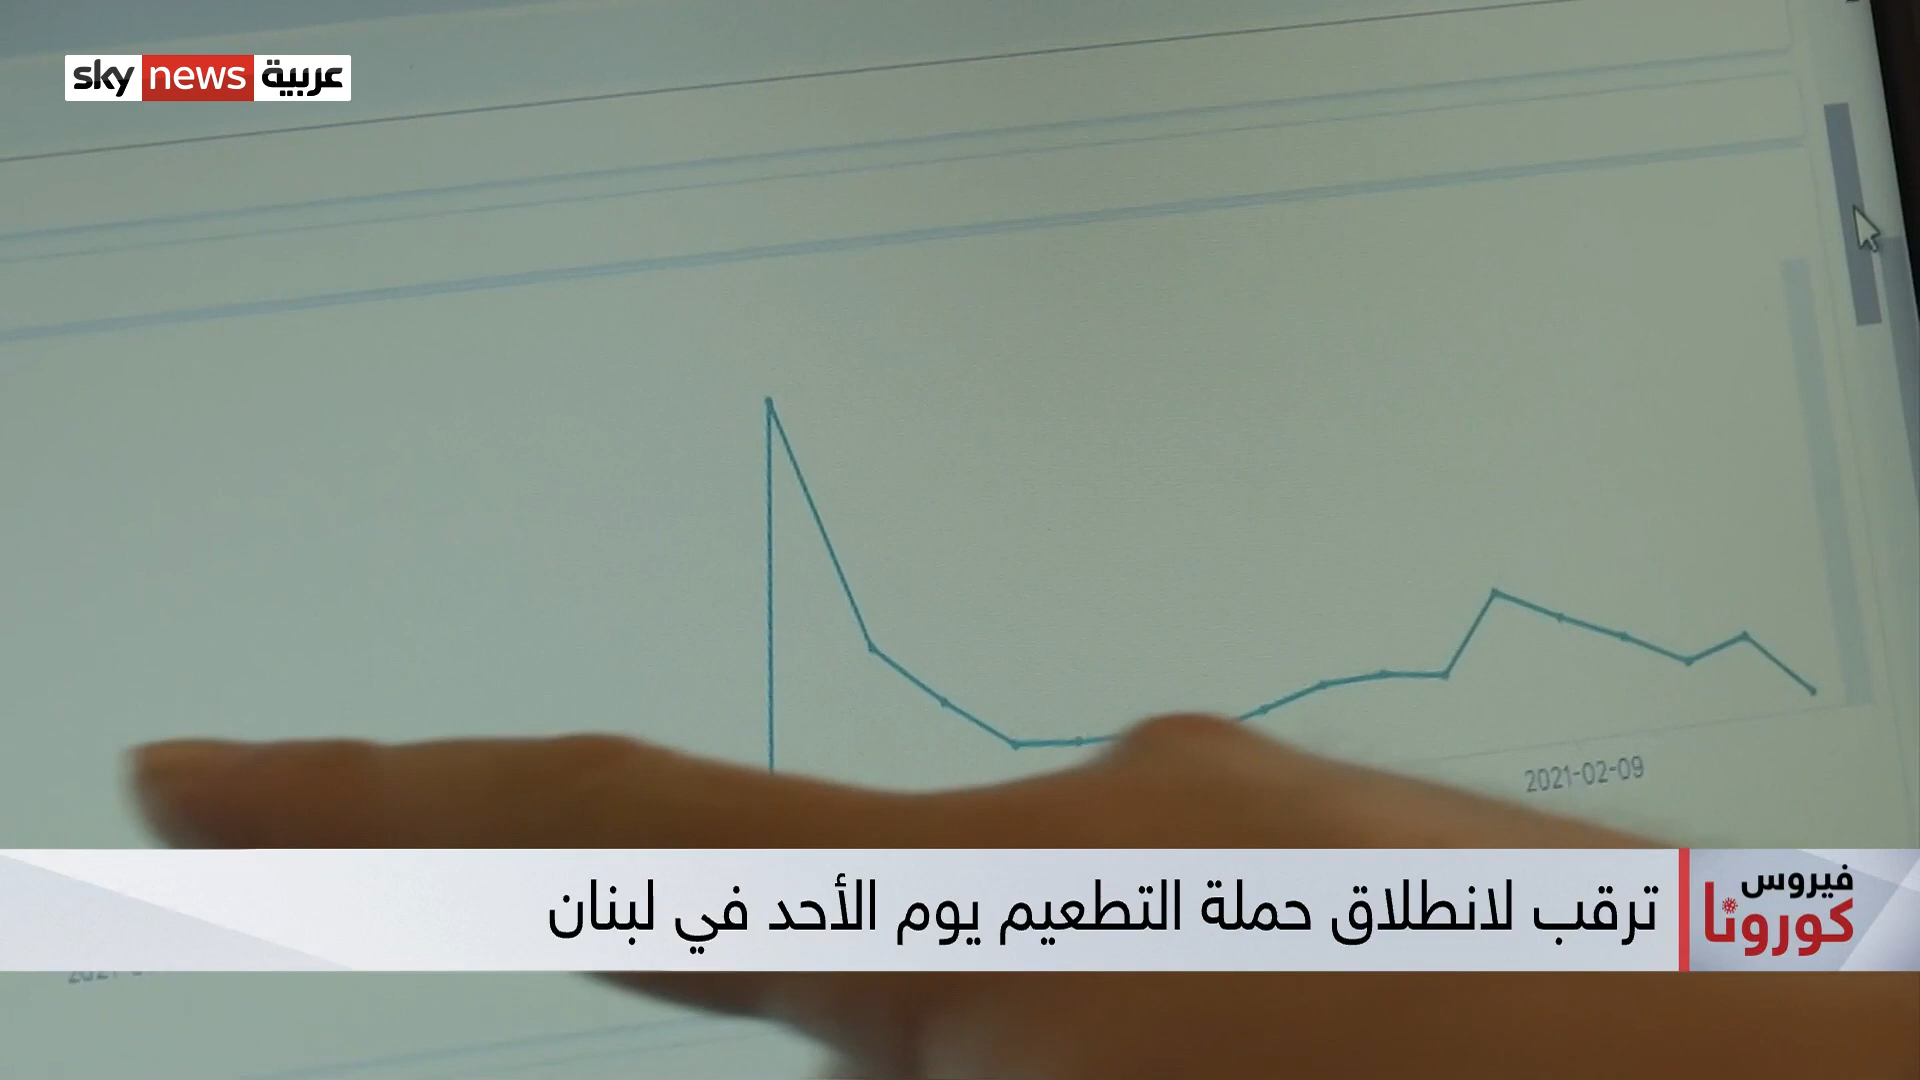 sky news عربية
2021-02-09
فيروس
كورونا
ترقب لانطلاق حملة التطعيم يوم الأحد في لبنان